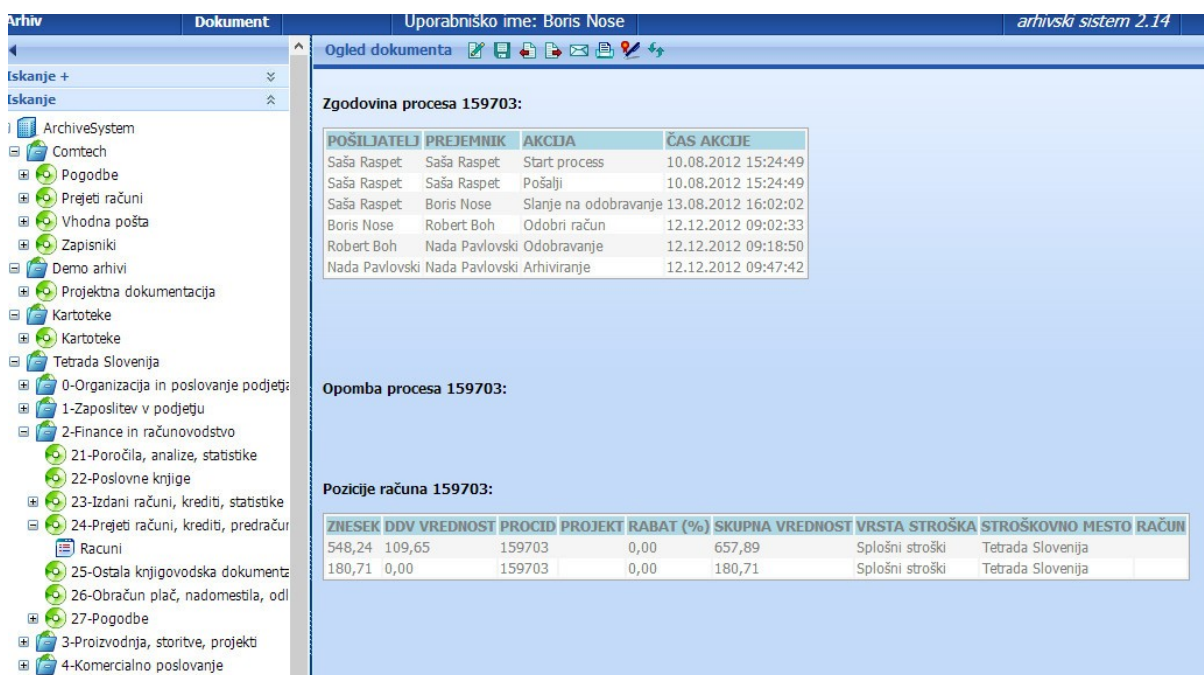 Arhiv Dokument Uporabniško ime: Boris Nose arhivski sistem 2.14
Iskanje +
Iskanje
ArchiveSystem
Comtech
Pogodbe
Prejeti računi
Vhodna pošta
Zapisniki
Demo arhivi
Projektna dokumentacija
Kartoteke
Kartoteke
Tetrada Slovenija
0-Organizacija in poslovanje podjetja
1-Zaposlitev v podjetju
2-Finance in računovodstvo
21-Poročila, analize, statistike
22-Poslovne knjige
23-Izdani računi, krediti, statistike
24-Prejeti računi, krediti, predračur
Racuni
25-Ostala knjigovodska dokumenta
26-Obračun plač, nadomestila, odl
27-Pogodbe
3-Proizvodnja, storitve, projekti
4-Komercialno poslovanje
Ogled dokumenta
Zgodovina procesa 159703:
POŠILJATELJ PREJEMNIK AKCIJA ČAS AKCIJE
Saša Raspet Saša Raspet Start process 10.08.2012 15:24:49
Saša Raspet Saša Raspet Pošalji 10.08.2012 15:24:49
Saša Raspet Boris Nose Slanje na odobravanje 13.08.2012 16:02:02
Boris Nose Robert Boh Odobri račun 12.12.2012 09:02:33
Robert Boh Nada Pavlovski Odobravanje 12.12.2012 09:18:50
Nada Pavlovski Nada Pavlovski Arhiviranje 12.12.2012 09:47:42
Opomba procesa 159703:
Pozicije računa 159703:
ZNESEK DDV VREDNOST PROCID PROJEKT RABAT (%) SKUPNA VREDNOST VRSTA STROŠKA STROŠKOVNO MESTO RAČUN
548,24 109,65 159703 0,00 657,89 Splošni stroški Tetrada Slovenija
180,71 0,00 159703 0,00 180,71 Splošni stroški Tetrada Slovenija